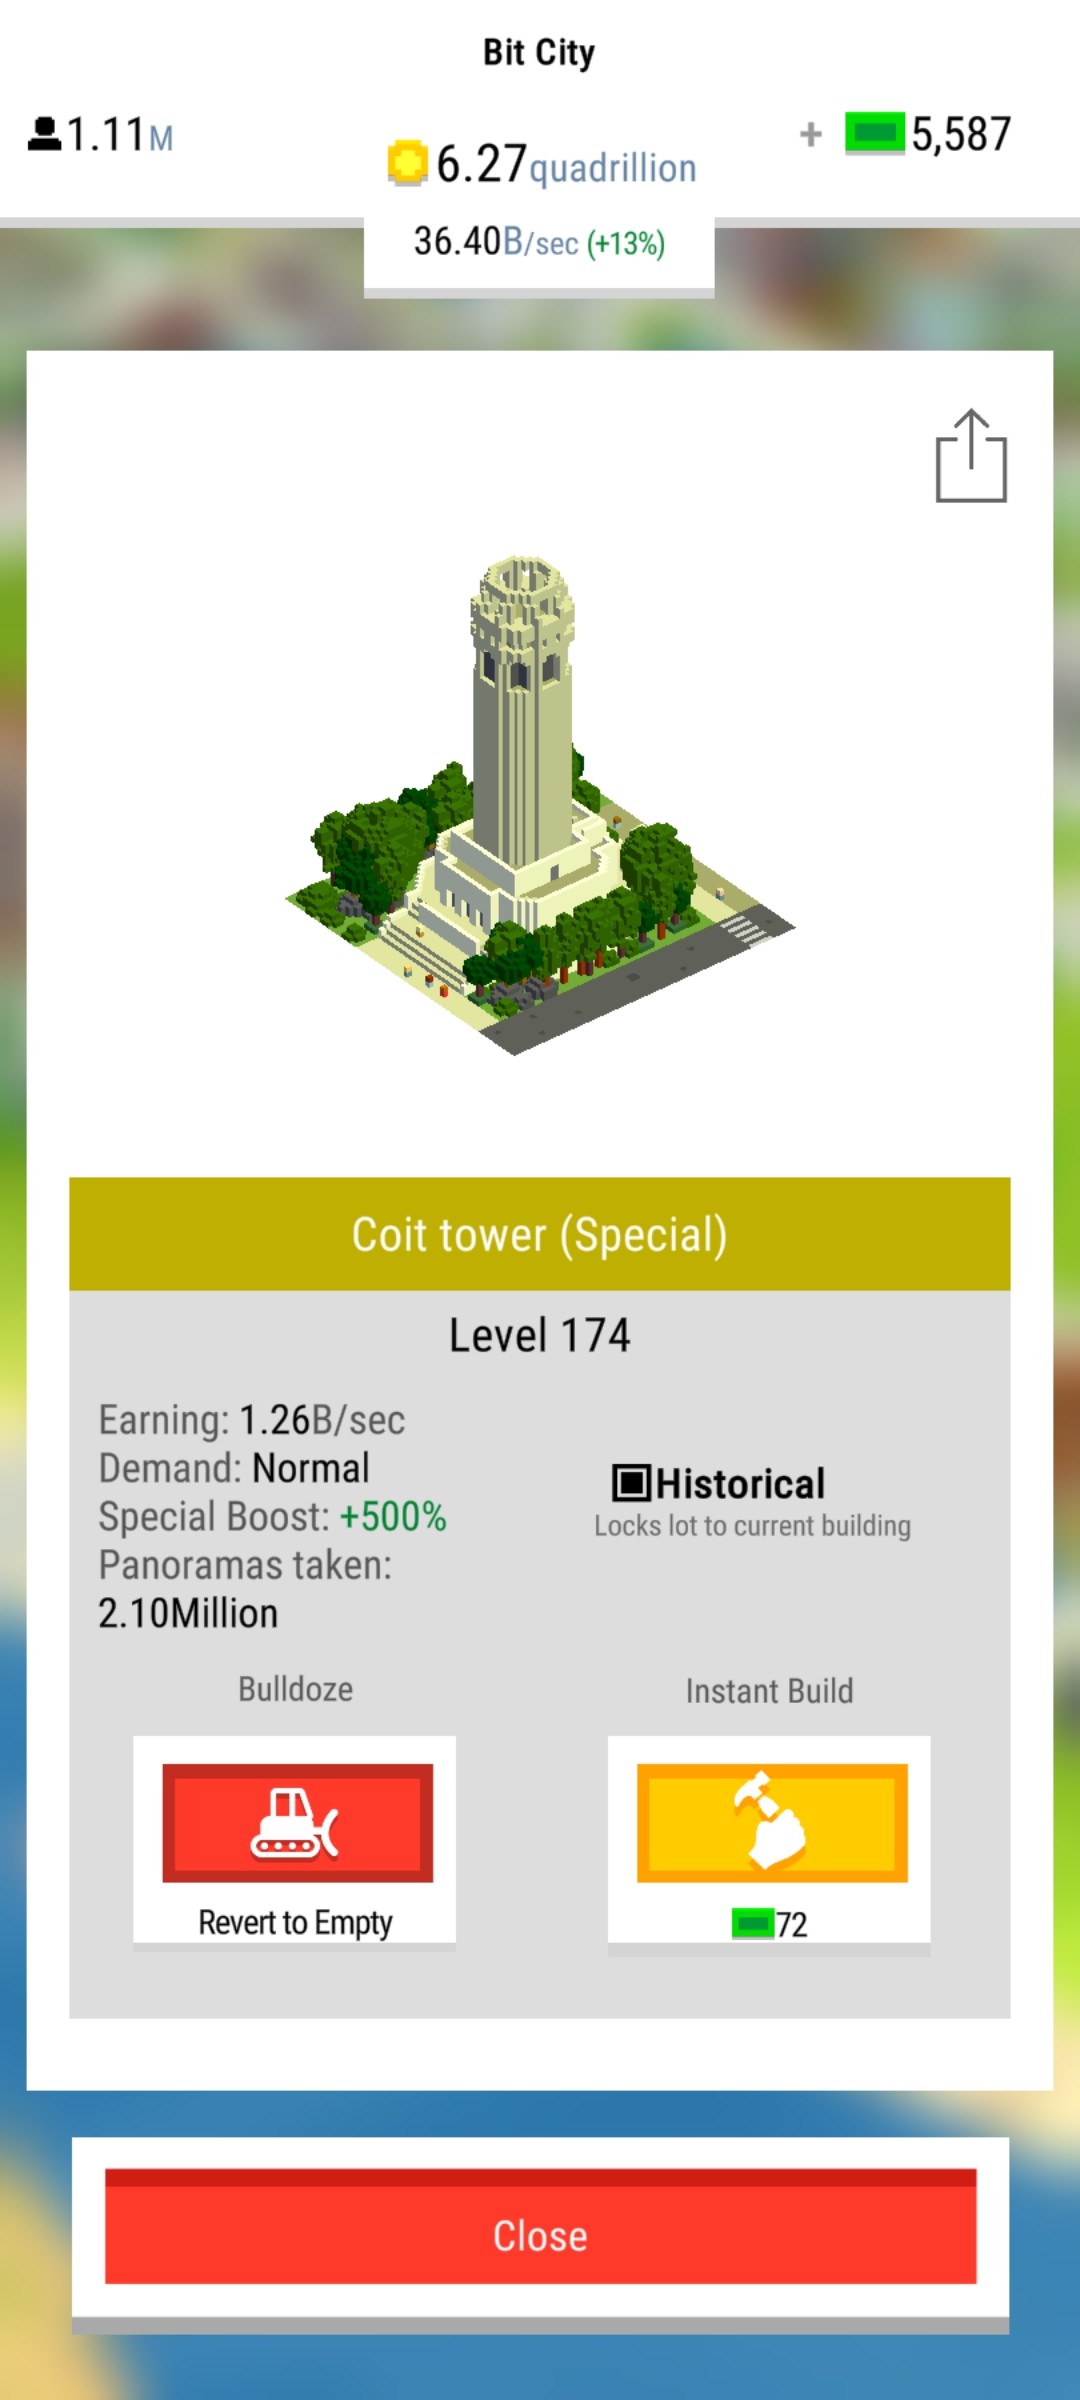 Bit City
1.11M
6.27quadrillion
+ 5,587
36.40B/sec (+13%)
Coit tower (Special)
Level 174
Earning: 1.26B/sec
Demand: Normal
Special Boost: +500%
Panoramas taken:
2.10Million
Historical
Locks lot to current building
Bulldoze
Instant Build
Revert to Empty
72
Close